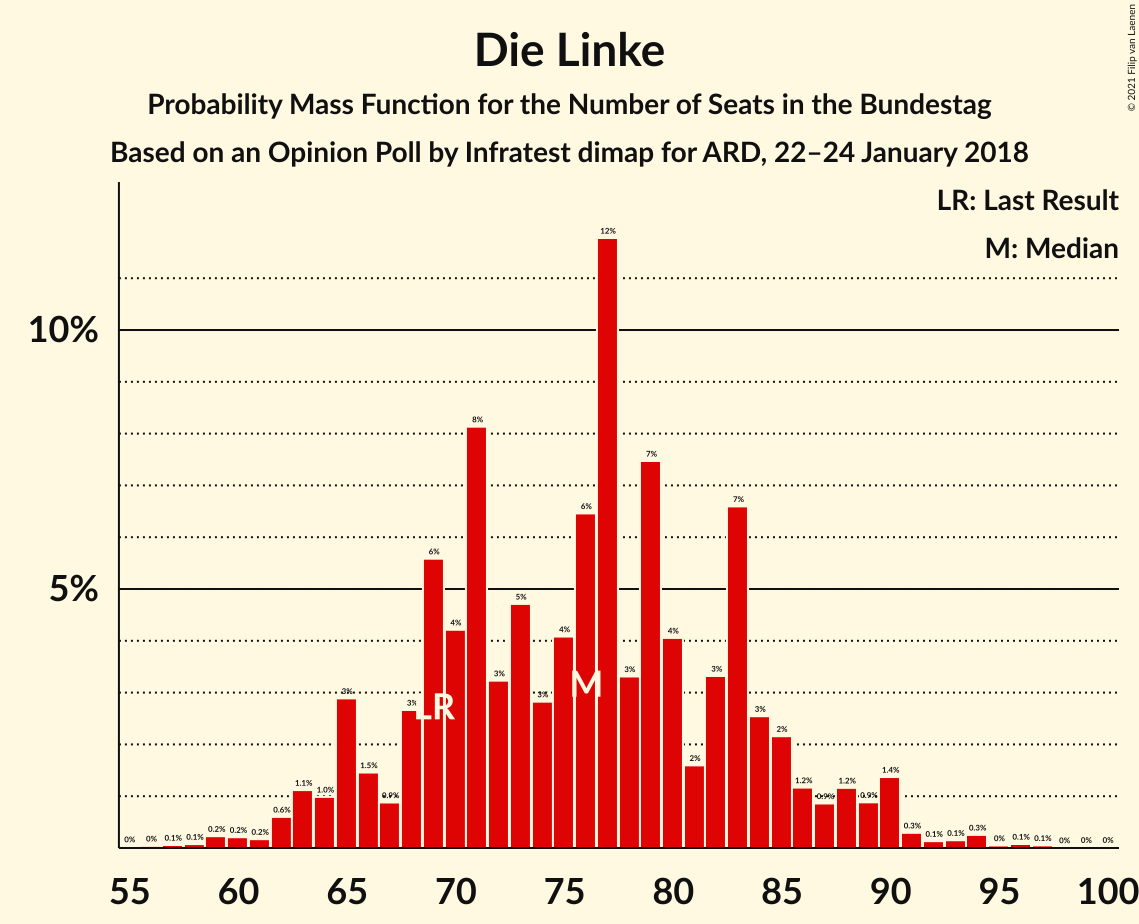 © 2021 Filip van Laenen
Die Linke
Probability Mass Function for the Number of Seats in the Bundestag
Based on an Opinion Poll by Infratest dimap for ARD, 22–24 January 2018
LR: Last Result
M: Median
10%
5%
0% 0% 0.1% 0.1% 0.2% 0.2% 0.2% 0.6% 1.1% 1.0% 3% 1.5% 0.9% 3% 6% 4% 8% 3% 5% 3% 4% 6% 12% 3% 7% 4% 2% 3% 7% 3% 2% 1.2% 0.9% 1.2% 0.9% 1.4% 0.3% 0.1% 0.1% 0.3% 0% 0.1% 0.1% 0% 0% 0%
LR
M
55 60 65 70 75 80 85 90 95 100